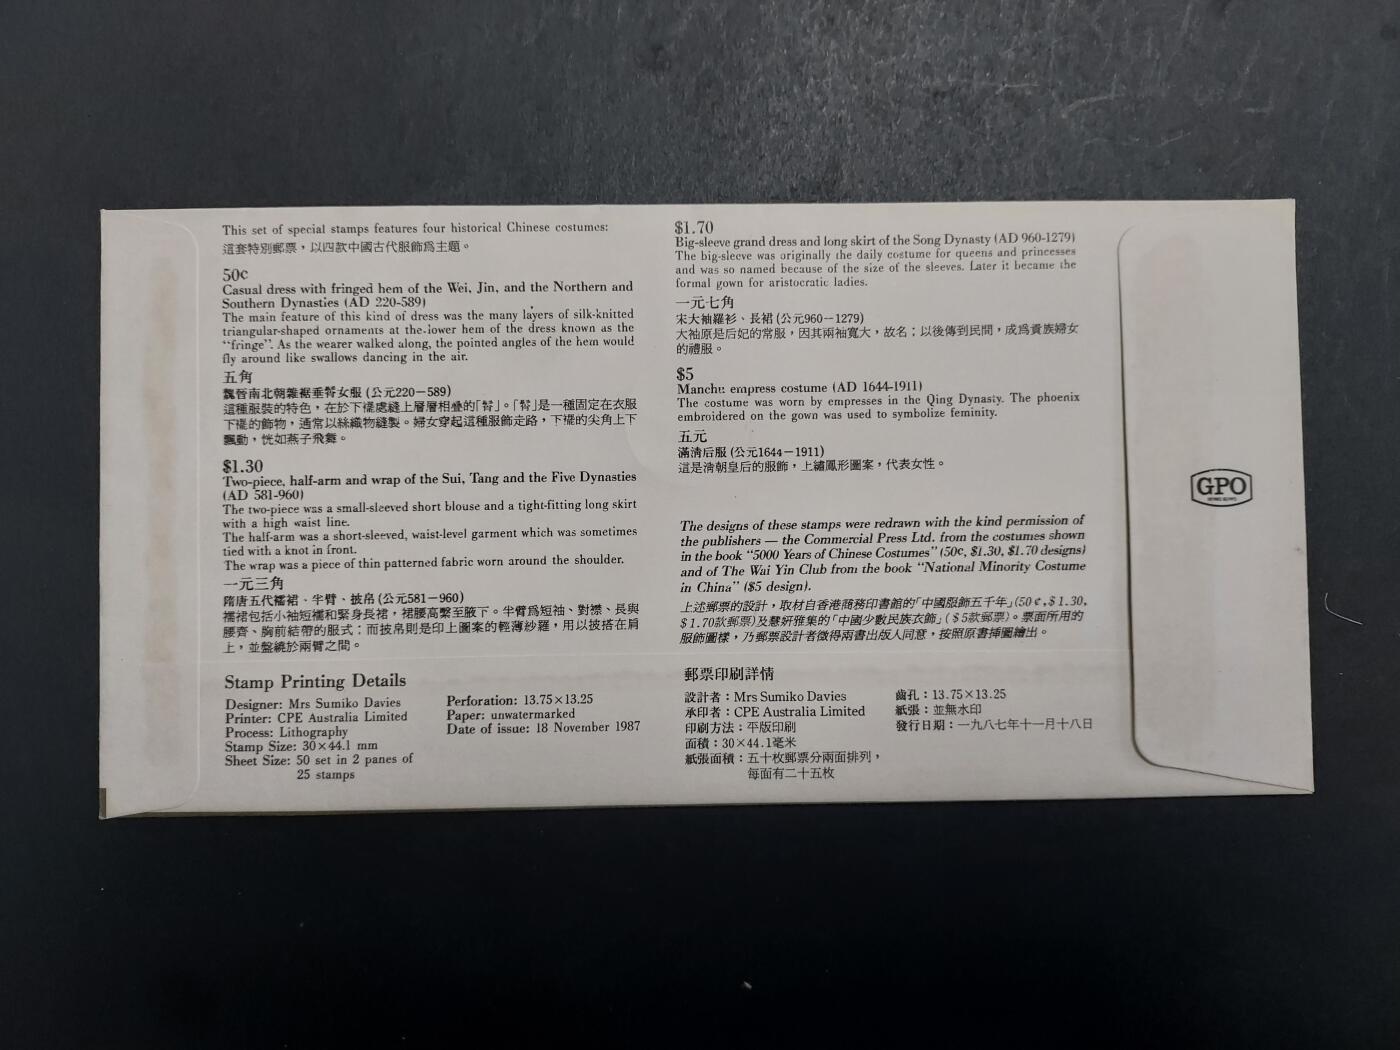 This set of special stamps features four historical Chinese costumes:
這套特別郵票，以四款中國古代服飾爲主題。
50c
Casual dress with fringed hem of the Wei, Jin, and the Northern and
Southern Dynasties (AD 220-589)
The main feature of this kind of dress was the many layers of silk-knitted
triangular-shaped ornaments at the lower hem of the dress known as the
"fringe". As the wearer walked along, the pointed angles of the hem would
fly around like swallows dancing in the air.
五角
魏晉南北朝雜裾垂髾女服 (公元220－589)
這種服裝的特色，在於下襬處縫上層層相叠的「髾」。「髾」是一種固定在衣服
下襬的飾物，通常以絲織物縫製。婦女穿起這種服飾走路，下襬的尖角上下
飄動，恍如燕子飛舞。
$1.30
Two-piece, half-arm and wrap of the Sui, Tang and the Five Dynasties
(AD 581-960)
The two-piece was a small-sleeved short blouse and a tight-fitting long skirt
with a high waist line.
The half-arm was a short-sleeved, waist-level garment which was sometimes
tied with a knot in front.
The wrap was a piece of thin patterned fabric worn around the shoulder.
一元三角
隋唐五代襦裙、半臂、披帛 (公元581－960)
襦裙包括小袖短襦和緊身長裙，裙腰高繫至腋下。半臂爲短袖、對襟、長與
腰齊、胸前結帶的服式；而披帛則是印上圖案的輕薄紗羅，用以披搭在肩
上，並盤繞於兩臂之間。
Stamp Printing Details
Designer: Mrs Sumiko Davies
Printer: CPE Australia Limited
Process: Lithography
Stamp Size: 30×44.1 mm
Sheet Size: 50 set in 2 panes of
25 stamps
Perforation: 13.75×13.25
Paper: unwatermarked
Date of issue: 18 November 1987
$1.70
Big-sleeve grand dress and long skirt of the Song Dynasty (AD 960-1279)
The big-sleeve was originally the daily costume for queens and princesses
and was so named because of the size of the sleeves. Later it became the
formal gown for aristocratic ladies.
一元七角
宋大袖羅衫、長裙 (公元960－1279)
大袖原是后妃的常服，因其兩袖寬大，故名；以後傳到民間，成爲貴族婦女
的禮服。
$5
Manchu empress costume (AD 1644-1911)
The costume was worn by empresses in the Qing Dynasty. The phoenix
embroidered on the gown was used to symbolize feminity.
五元
滿清后服 (公元1644－1911)
這是清朝皇后的服飾，上繡鳳形圖案，代表女性。
The designs of these stamps were redrawn with the kind permission of
the publishers — the Commercial Press Ltd. from the costumes shown
in the book "5000 Years of Chinese Costumes" (50c, $1.30, $1.70 designs)
and of The Wai Yin Club from the book "National Minority Costume
in China" ($5 design).
上述郵票的設計，取材自香港商務印書館的「中國服飾五千年」(50¢,$1.30,
$1.70款郵票)及慧妍雅集的「中國少數民族衣飾」($5款郵票)。票面所用的
服飾圖樣，乃郵票設計者徵得兩書出版人同意，按照原書揷圖繪出。
郵票印刷詳情
設計者：Mrs Sumiko Davies
承印者：CPE Australia Limited
印刷方法：平版印刷
面積：30×44.1毫米
紙張面積：五十枚郵票分兩面排列，
每面有二十五枚
齒孔：13.75×13.25
紙張：並無水印
發行日期：一九八七年十一月十八日
GPO
HONG KONG